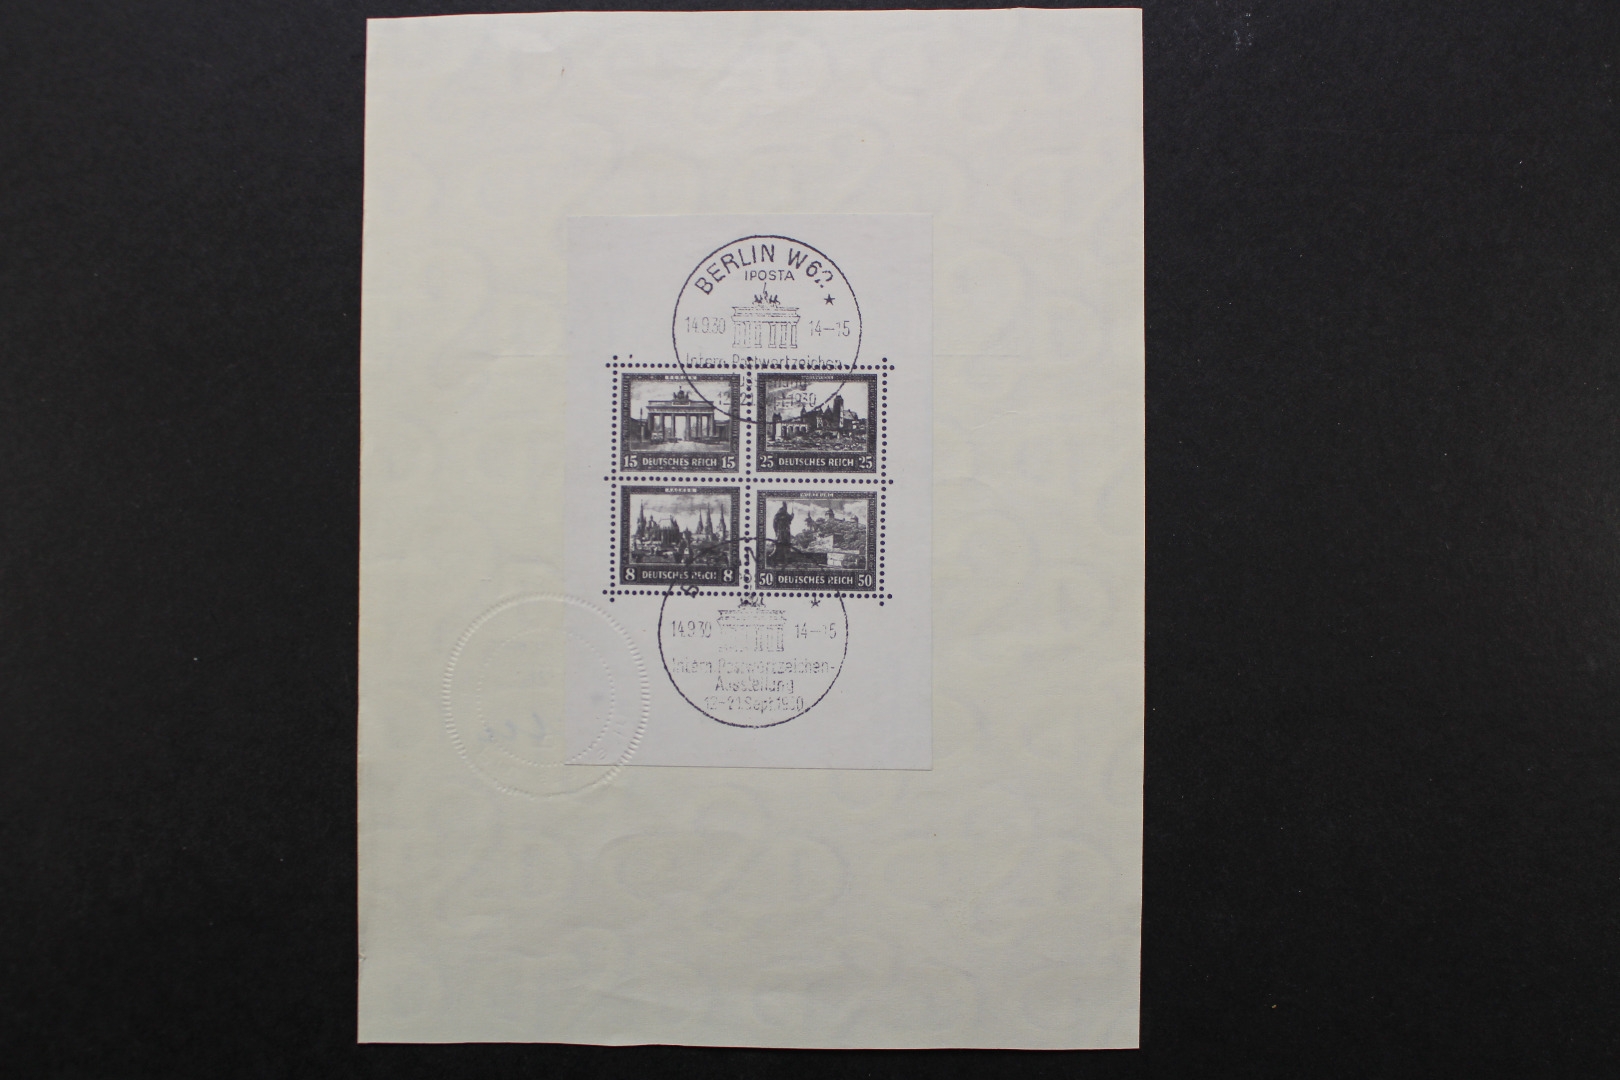 BERLIN W62
IPOSTA
14.9.30 14-15
Intern. Postwertzeichen
15 DEUTSCHES REICH 15
25 DEUTSCHES REICH 25
8 DEUTSCHES REICH 8
50 DEUTSCHES REICH 50
14.9.30 14-15
Intern. Postwertzeichen-
Ausstellung
12-21.Sept.1930